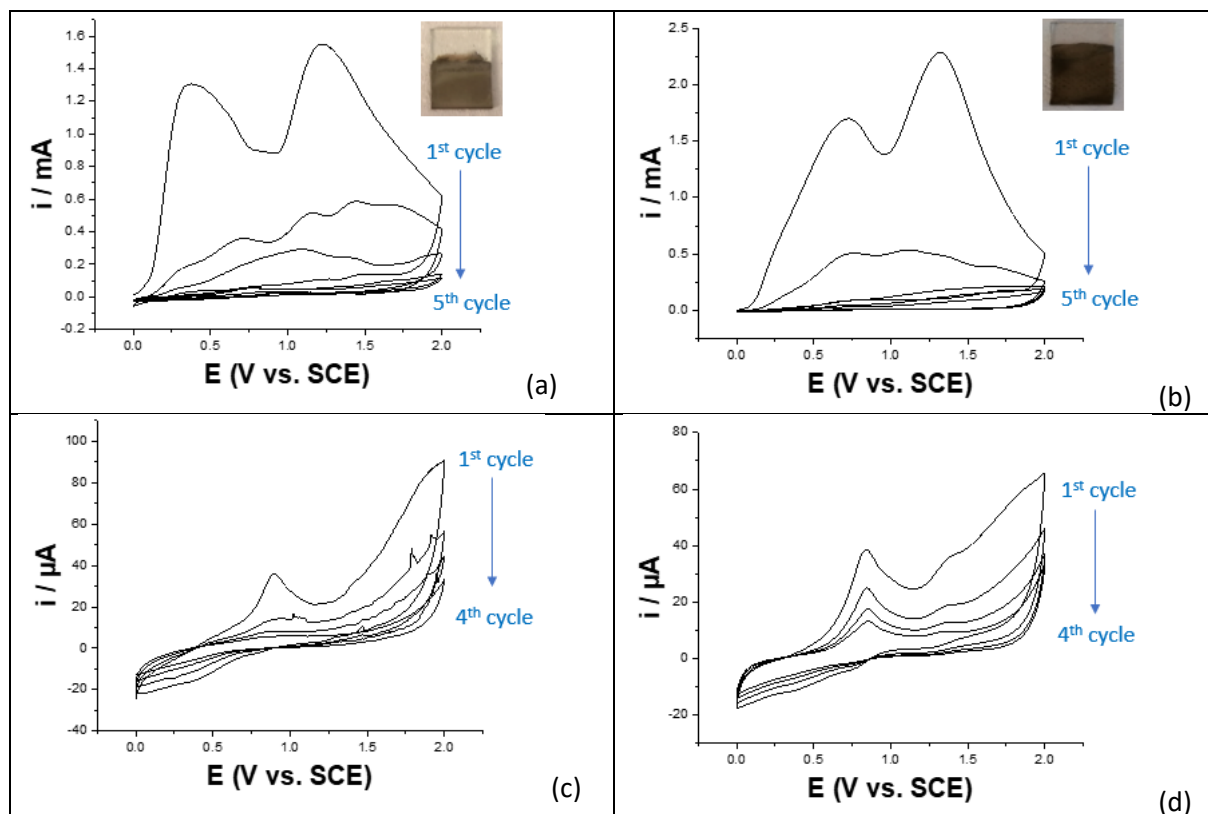 1.6
1.4
1.2
1.0
0.8
0.6
0.4
0.2
0.0
-0.2
i / mA
0.0 0.5 1.0 1.5 2.0
E (V vs. SCE)
1st cycle
5th cycle
(a)
2.5
2.0
1.5
1.0
0.5
0.0
i / mA
0.0 0.5 1.0 1.5 2.0
E (V vs. SCE)
1st cycle
5th cycle
(b)
100
80
60
40
20
0
-20
-40
i / µA
0.0 0.5 1.0 1.5 2.0
E (V vs. SCE)
1st cycle
4th cycle
(c)
80
60
40
20
0
-20
i / µA
0.0 0.5 1.0 1.5 2.0
E (V vs. SCE)
1st cycle
4th cycle
(d)